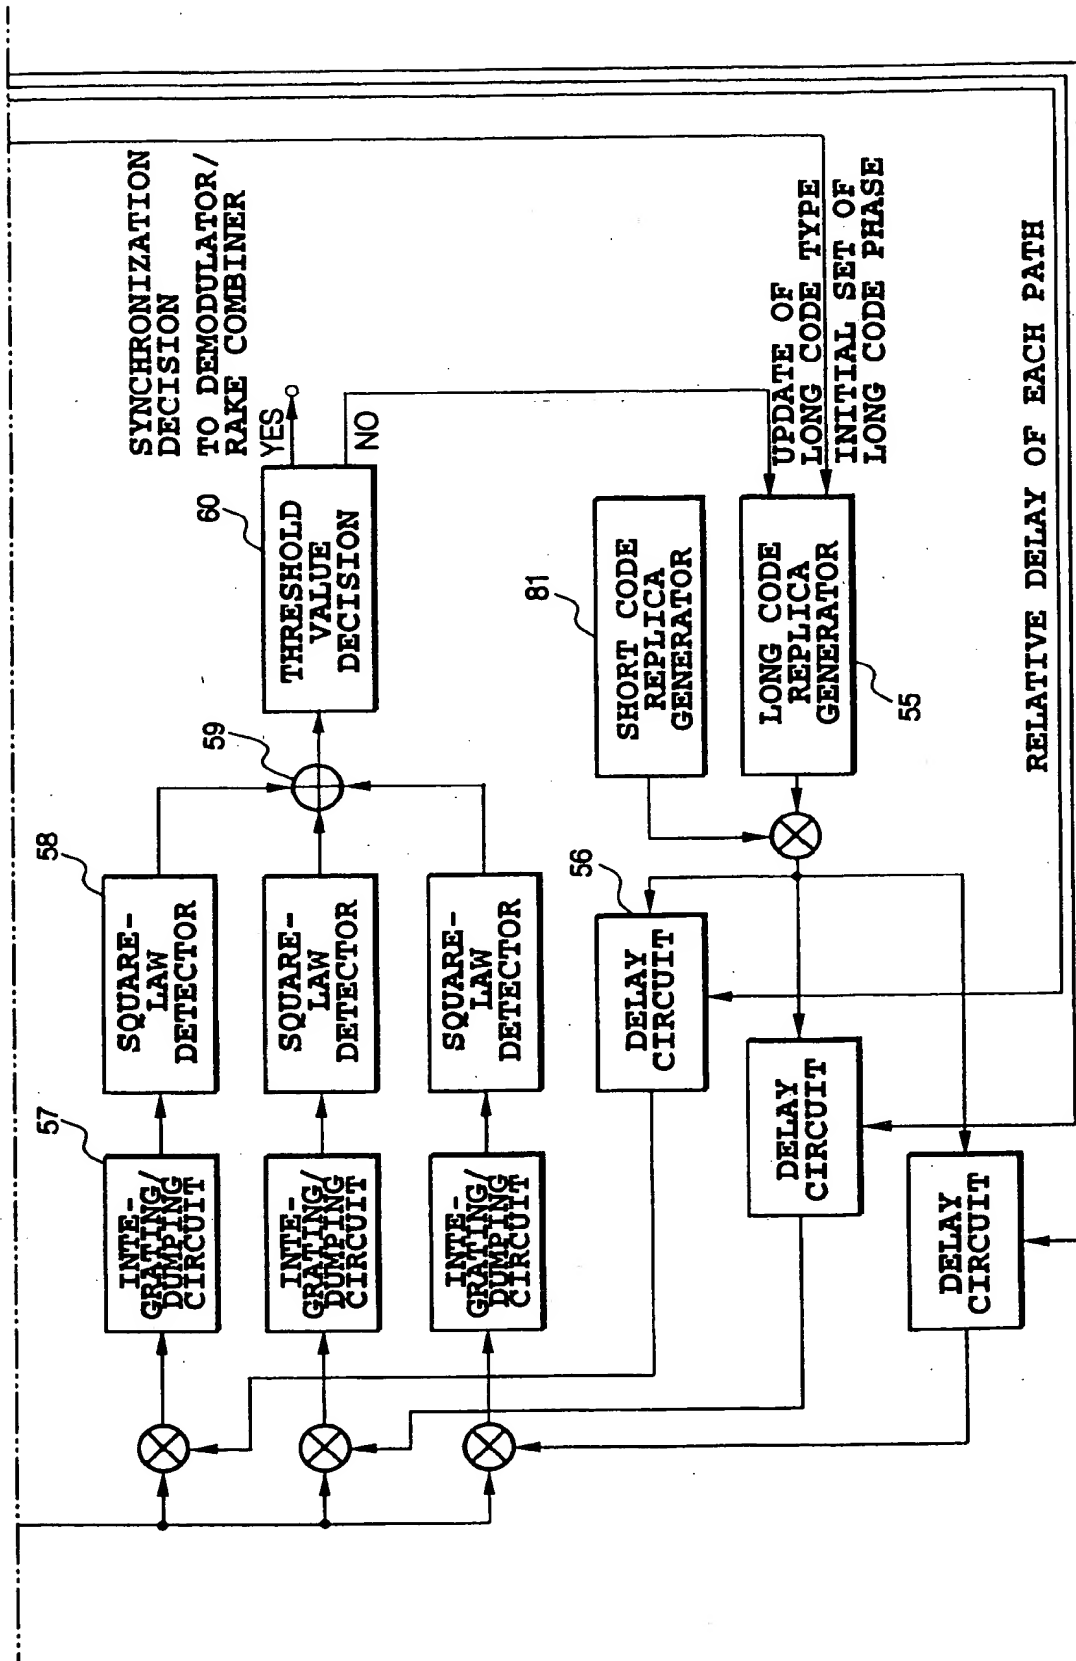 SYNCHRONIZATION
DECISION
TO DEMODULATOR/
RAKE COMBINER
YES
NO
60
THRESHOLD
VALUE
DECISION
59
58
SQUARE-
LAW
DETECTOR
SQUARE-
LAW
DETECTOR
SQUARE-
LAW
DETECTOR
57
INTE-
GRATING/
DUMPING
CIRCUIT
INTE-
GRATING/
DUMPING
CIRCUIT
INTE-
GRATING/
DUMPING
CIRCUIT
81
SHORT CODE
REPLICA
GENERATOR
UPDATE OF
LONG CODE TYPE
INITIAL SET OF
LONG CODE PHASE
LONG CODE
REPLICA
GENERATOR
55
56
DELAY
CIRCUIT
DELAY
CIRCUIT
DELAY
CIRCUIT
RELATIVE DELAY OF EACH PATH